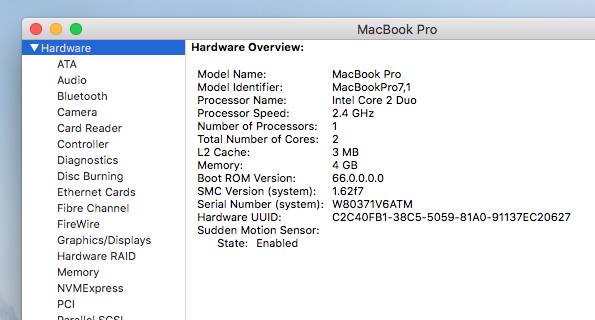 MacBook Pro
Hardware
ATA
Audio
Bluetooth
Camera
Card Reader
Controller
Diagnostics
Disc Burning
Ethernet Cards
Fibre Channel
FireWire
Graphics/Displays
Hardware RAID
Memory
NVMExpress
PCI
Parallel SCSI
Hardware Overview:
Model Name: MacBook Pro
Model Identifier: MacBookPro7,1
Processor Name: Intel Core 2 Duo
Processor Speed: 2.4 GHz
Number of Processors: 1
Total Number of Cores: 2
L2 Cache: 3 MB
Memory: 4 GB
Boot ROM Version: 66.0.0.0.0
SMC Version (system): 1.62f7
Serial Number (system): W80371V6ATM
Hardware UUID: C2C40FB1-38C5-5059-81A0-91137EC20627
Sudden Motion Sensor:
State: Enabled